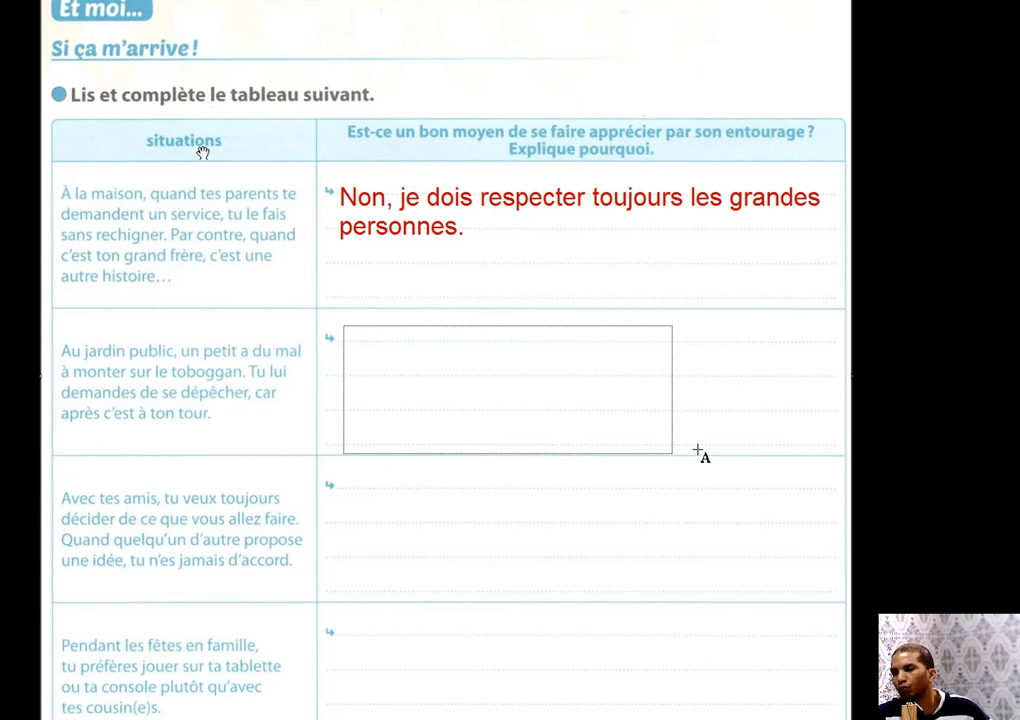 Et moi...
Si ça m'arrive !
Lis et complète le tableau suivant.
situations
Est-ce un bon moyen de se faire apprécier par son entourage ?
Explique pourquoi.
À la maison, quand tes parents te
demandent un service, tu le fais
sans rechigner. Par contre, quand
c'est ton grand frère, c'est une
autre histoire...
Non, je dois respecter toujours les grandes
personnes.
Au jardin public, un petit a du mal
à monter sur le toboggan. Tu lui
demandes de se dépêcher, car
après c'est à ton tour.
A
Avec tes amis, tu veux toujours
décider de ce que vous allez faire.
Quand quelqu'un d'autre propose
une idée, tu n'es jamais d'accord.
Pendant les fêtes en famille,
tu préfères jouer sur ta tablette
ou ta console plutôt qu'avec
tes cousin(e)s.